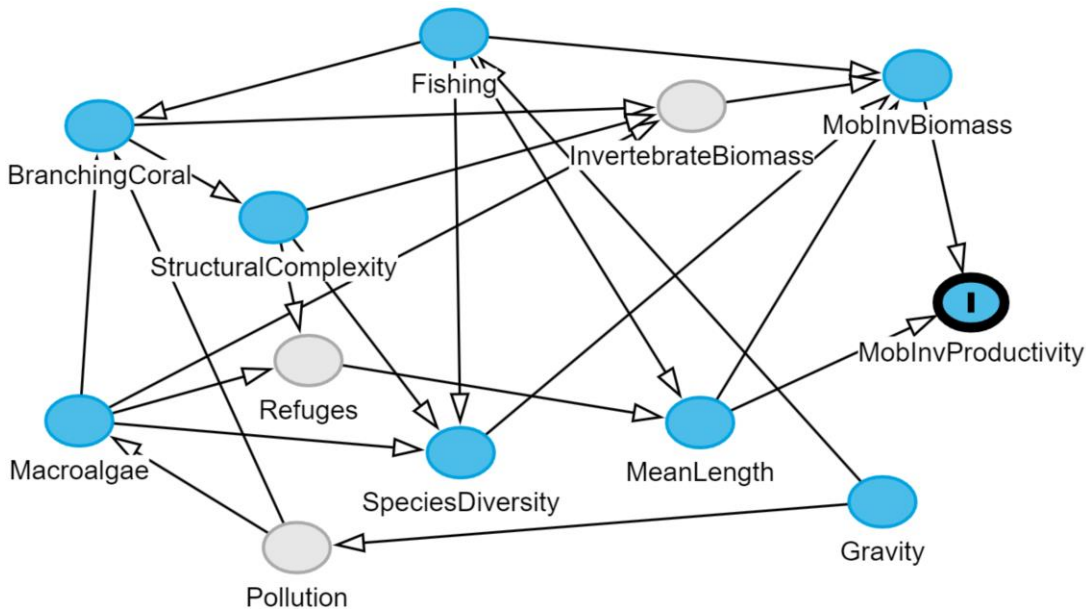 Fishing
MobInvBiomass
InvertebrateBiomass
BranchingCoral
StructuralComplexity
I
MobInvProductivity
Refuges
Macroalgae
SpeciesDiversity
MeanLength
Gravity
Pollution